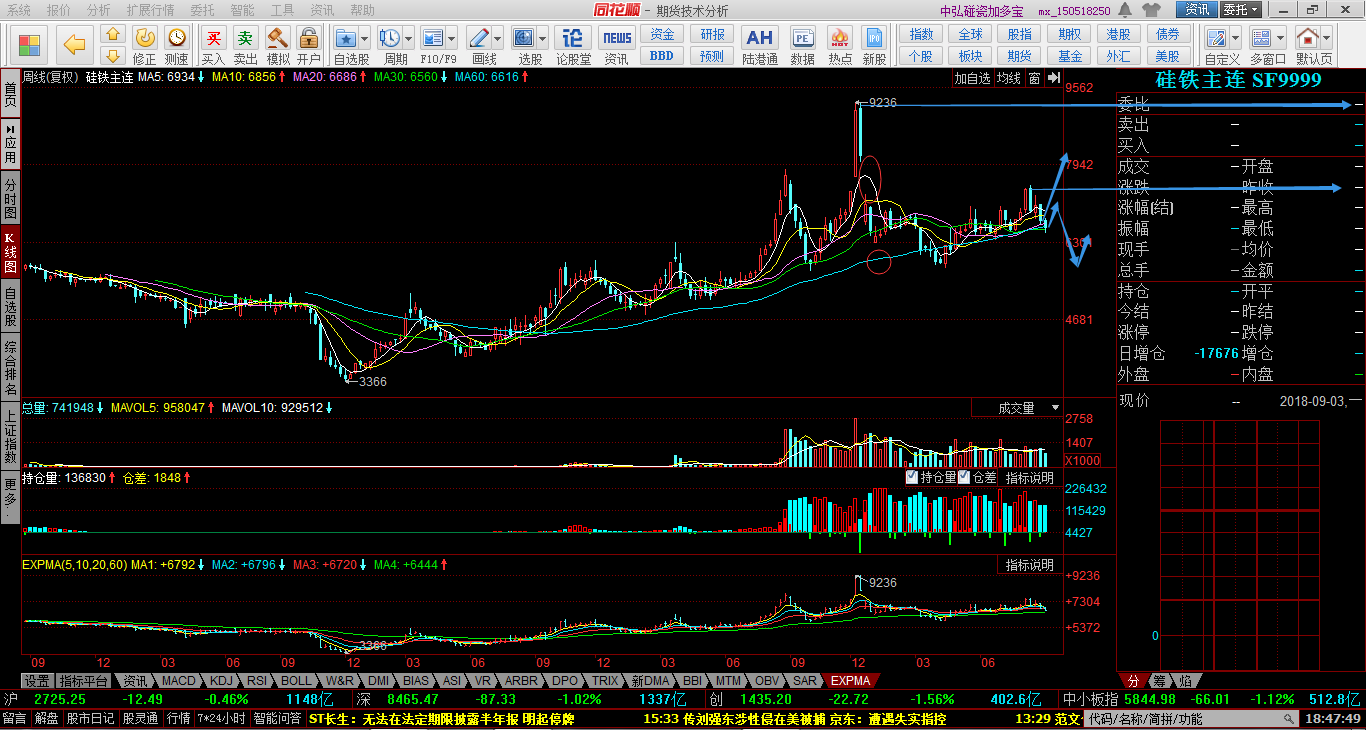 系统 报价 分析 扩展行情 委托 智能 工具 资讯 帮助 同花顺 - 期货技术分析 中弘碰瓷加多宝 mx_150518250 资讯 委托
修正 测速 买 买入 卖 卖出 模拟 开户 自选股 周期 F10/F9 画线 选股 论 论股堂 NEWS 资讯 资金 BBD 研报 预测 AH 陆港通 PE 数据 HOT 热点 IPO 新股 指数 个股 全球 板块 股指 期货 期权 基金 港股 外汇 债券 美股 自定义 多窗口 默认页
首页
应用
分时图
K线图
自选股
综合排名
上证指数
更多
周线(复权) 硅铁主连 MA5: 6934↓ MA10: 6856↑ MA20: 6686↑ MA30: 6560↓ MA60: 6616↑ 加自选 均线 窗
9562
9236
7942
6301
4681
3366
总量: 741948↓ MAVOL5: 958047↑ MAVOL10: 929512↓ 成交量
2758
1407
X1000
持仓量: 136830↑ 仓差: 1848↑ 持仓量 仓差 指标说明
226432
115429
4427
EXPMA(5,10,20,60) MA1: +6792↓ MA2: +6796↓ MA3: +6720↓ MA4: +6444↑ 指标说明
+9236
9236
+7304
+5372
3366
09 12 03 06 09 12 03 06 09 12 03 06 09 12 03 06
设置 指标平台 资讯 MACD KDJ RSI BOLL W&R DMI BIAS ASI VR ARBR DPO TRIX 新DMA BBI MTM OBV SAR EXPMA
硅铁主连 SF9999
委比 –
卖出 – –
买入 – –
成交 – 开盘 –
涨跌 昨收 –
涨幅(结) – 最高 –
振幅 – 最低 –
现手 – 均价 –
总手 – 金额 –
持仓 – 开平 –
今结 – 昨结 –
涨停 – 跌停 –
日增仓 -17676 增仓 –
外盘 – 内盘 –
现价 -- 2018-09-03,一
0
分 筹 焰
沪 2725.25 -12.49 -0.46% 1148亿 深 8465.47 -87.33 -1.02% 1337亿 创 1435.20 -22.72 -1.56% 402.6亿 中小板指 5844.98 -66.01 -1.12% 512.8亿
留言 解盘 股市日记 股灵通 行情 7*24小时 智能问答 ST长生：无法在法定期限披露半年报 明起停牌 15:33 传刘强东涉性侵在美被捕 京东：遭遇失实指控 13:29 范文 代码/名称/简拼/功能 18:47:49